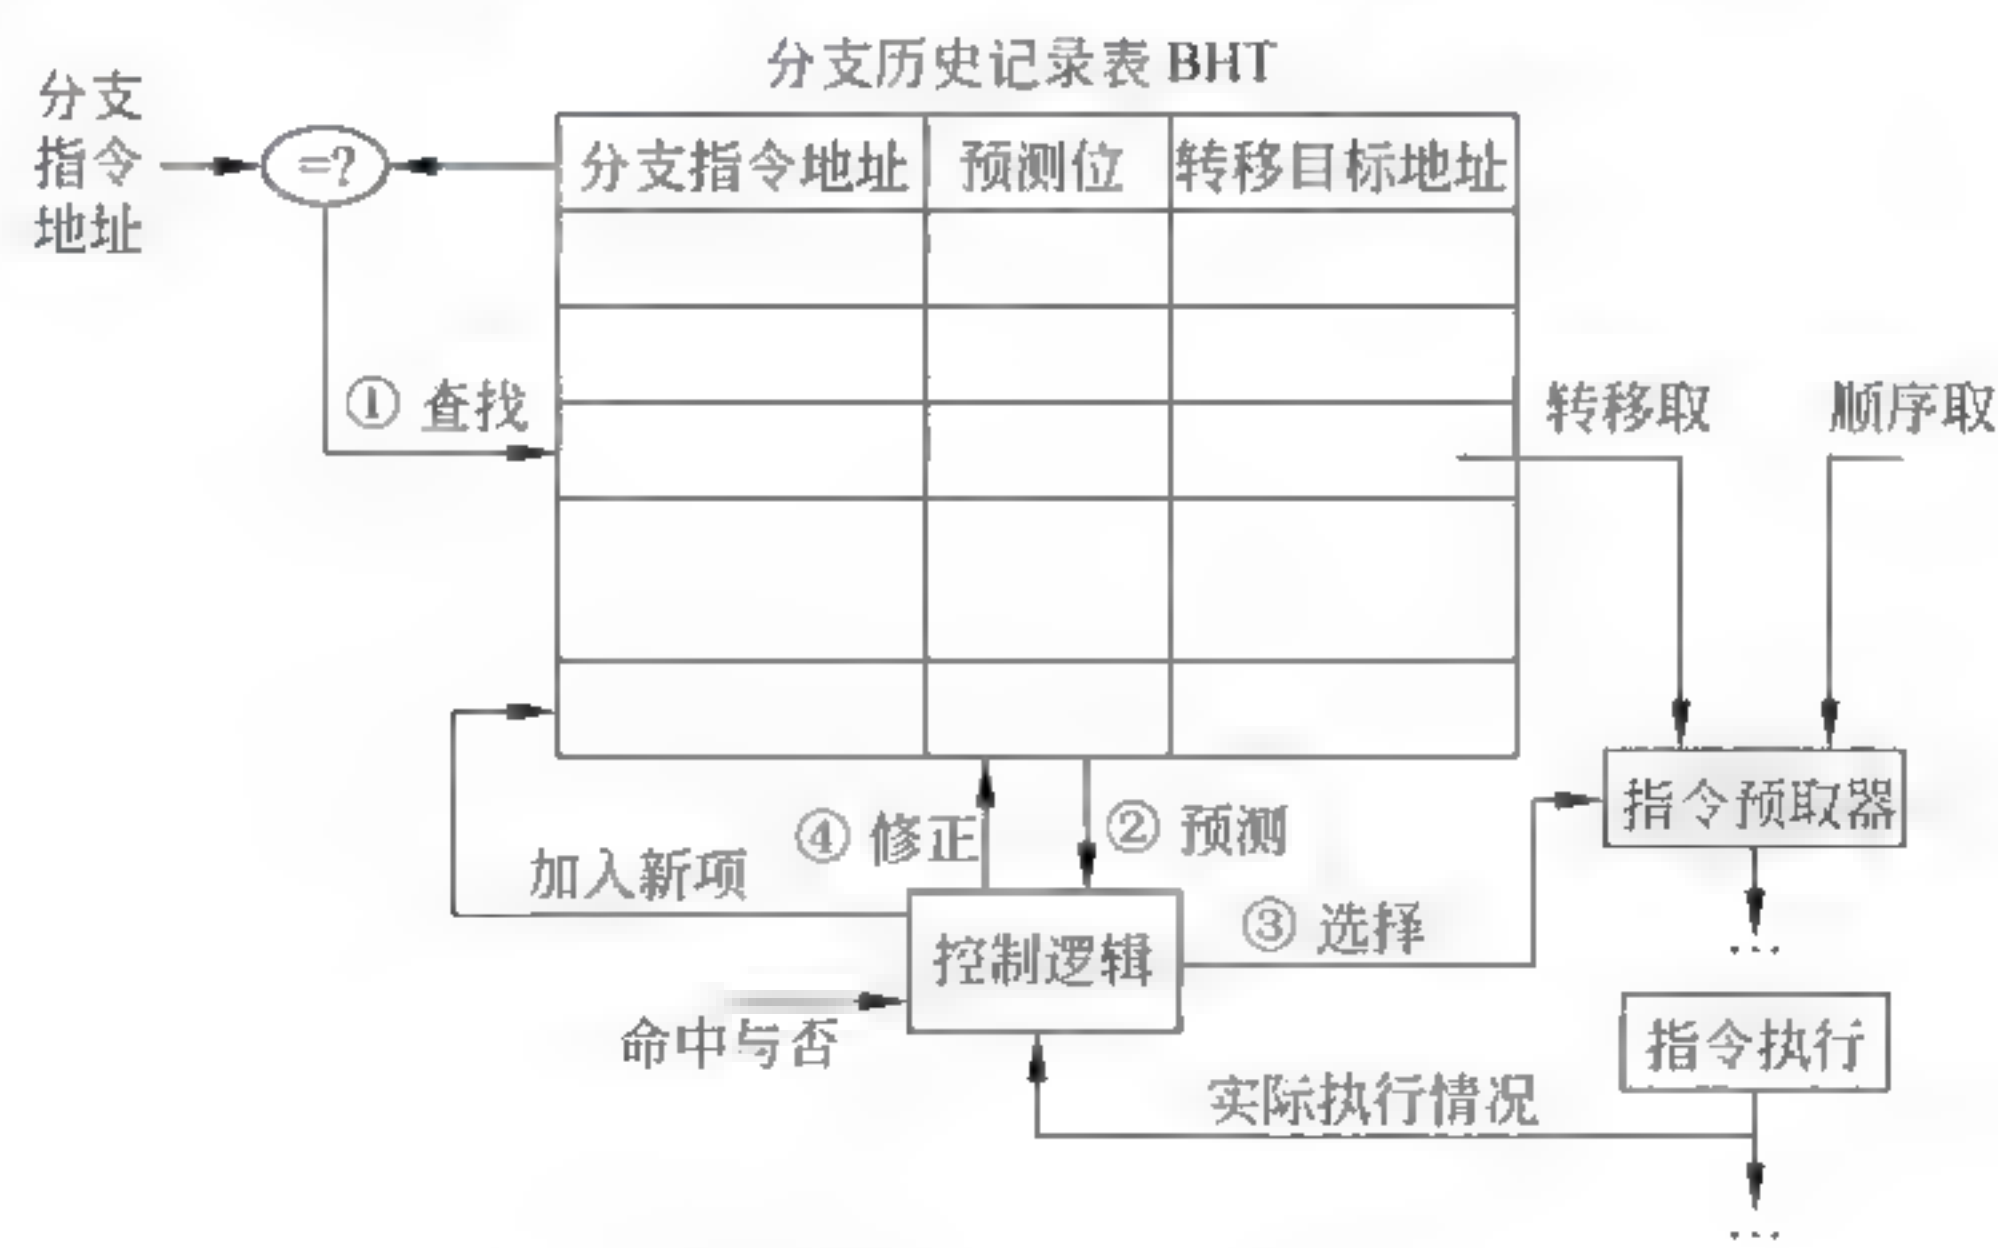 分支历史记录表 BHT
分支
指令
地址
=?
分支指令地址 预测位 转移目标地址
① 查找
转移取 顺序取
指令预取器
④ 修正 ② 预测
加入新项
③ 选择
控制逻辑
...
命中与否
指令执行
实际执行情况
...